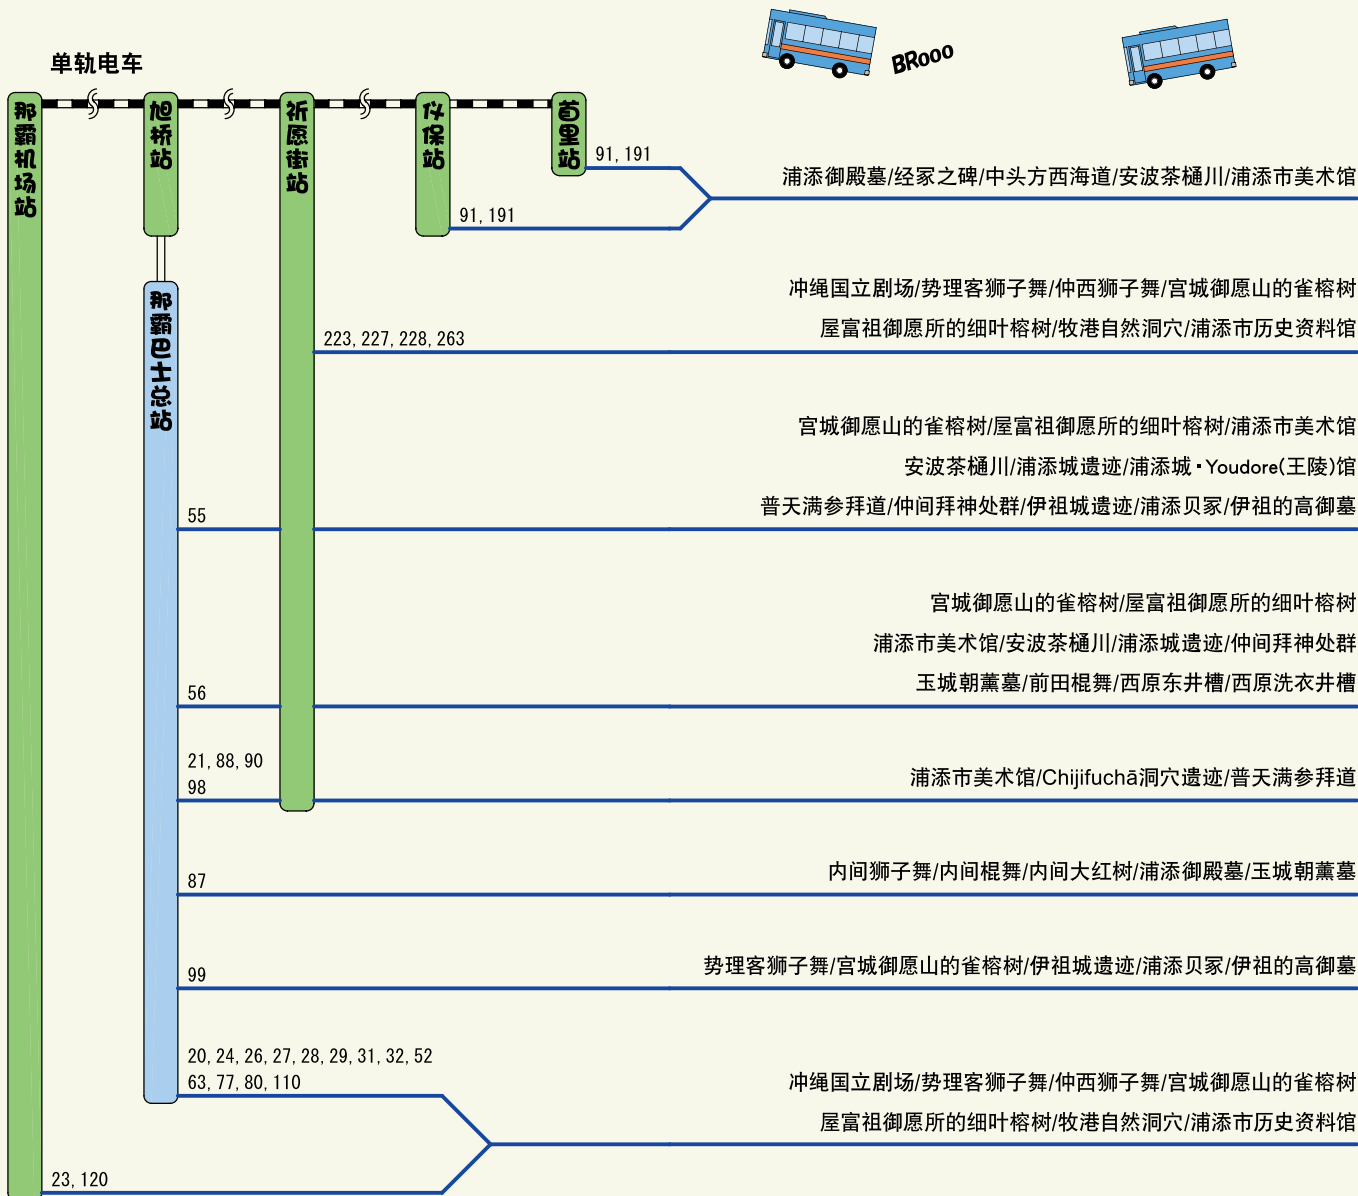 单轨电车
BRooo
那霸机场站
旭桥站
祈愿街站
仪保站
首里站
那霸巴士总站
91, 191
浦添御殿墓/经冢之碑/中头方西海道/安波茶樋川/浦添市美术馆
91, 191
冲绳国立剧场/势理客狮子舞/仲西狮子舞/宫城御愿山的雀榕树
屋富祖御愿所的细叶榕树/牧港自然洞穴/浦添市历史资料馆
223, 227, 228, 263
宫城御愿山的雀榕树/屋富祖御愿所的细叶榕树/浦添市美术馆
安波茶樋川/浦添城遗迹/浦添城・Youdore(王陵)馆
普天满参拜道/仲间拜神处群/伊祖城遗迹/浦添贝冢/伊祖的高御墓
55
宫城御愿山的雀榕树/屋富祖御愿所的细叶榕树
浦添市美术馆/安波茶樋川/浦添城遗迹/仲间拜神处群
玉城朝薰墓/前田棍舞/西原东井槽/西原洗衣井槽
56
21, 88, 90
98
浦添市美术馆/Chijifuchā洞穴遗迹/普天满参拜道
87
内间狮子舞/内间棍舞/内间大红树/浦添御殿墓/玉城朝薰墓
99
势理客狮子舞/宫城御愿山的雀榕树/伊祖城遗迹/浦添贝冢/伊祖的高御墓
20, 24, 26, 27, 28, 29, 31, 32, 52
63, 77, 80, 110
冲绳国立剧场/势理客狮子舞/仲西狮子舞/宫城御愿山的雀榕树
屋富祖御愿所的细叶榕树/牧港自然洞穴/浦添市历史资料馆
23, 120